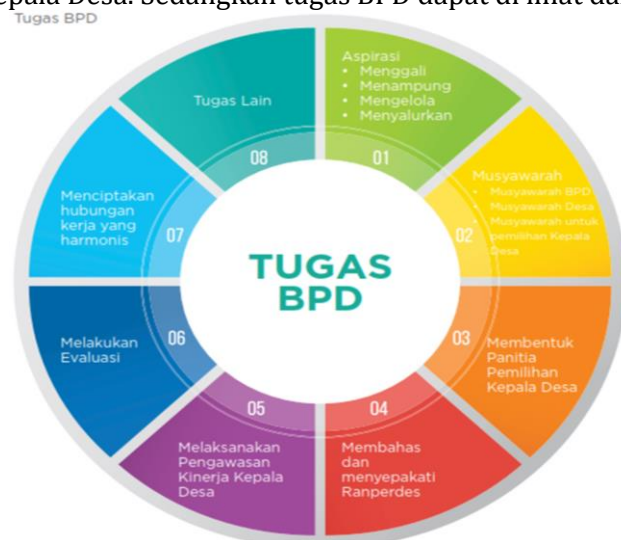 epala Desa. Sedangkan tugas BPD dapat di lihat da
Tugas BPD
Aspirasi
• Menggali
• Menampung
• Mengelola
• Menyalurkan
01
Musyawarah
• Musyawarah BPD
• Musyawarah Desa
• Musyawarah untuk
pemilihan Kepala
Desa
02
03
Membentuk
Panitia
Pemilihan
Kepala Desa
04
Membahas
dan
menyepakati
Ranperdes
05
Melaksanakan
Pengawasan
Kinerja Kepala
Desa
06
Melakukan
Evaluasi
07
Menciptakan
hubungan
kerja yang
harmonis
08
Tugas Lain
TUGAS
BPD